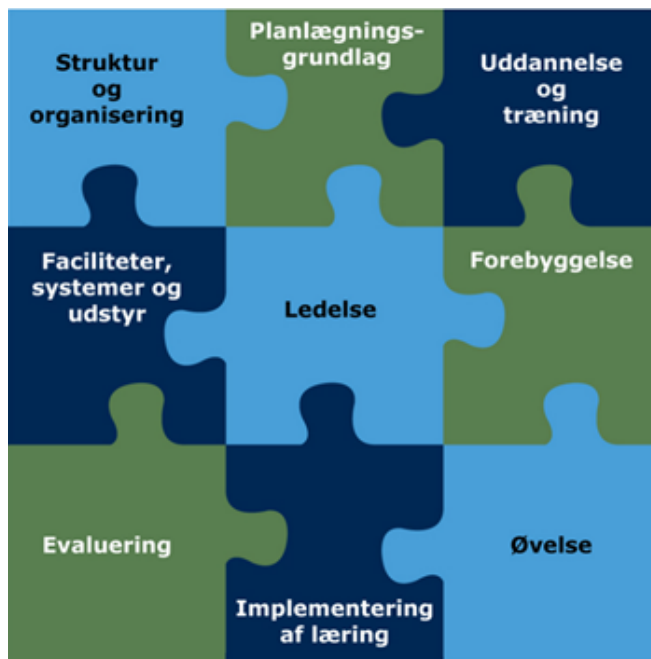 Struktur
og
organisering
Planlægnings-
grundlag
Uddannelse
og
træning
Faciliteter,
systemer og
udstyr
Ledelse
Forebyggelse
Evaluering
Implementering
af læring
Øvelse